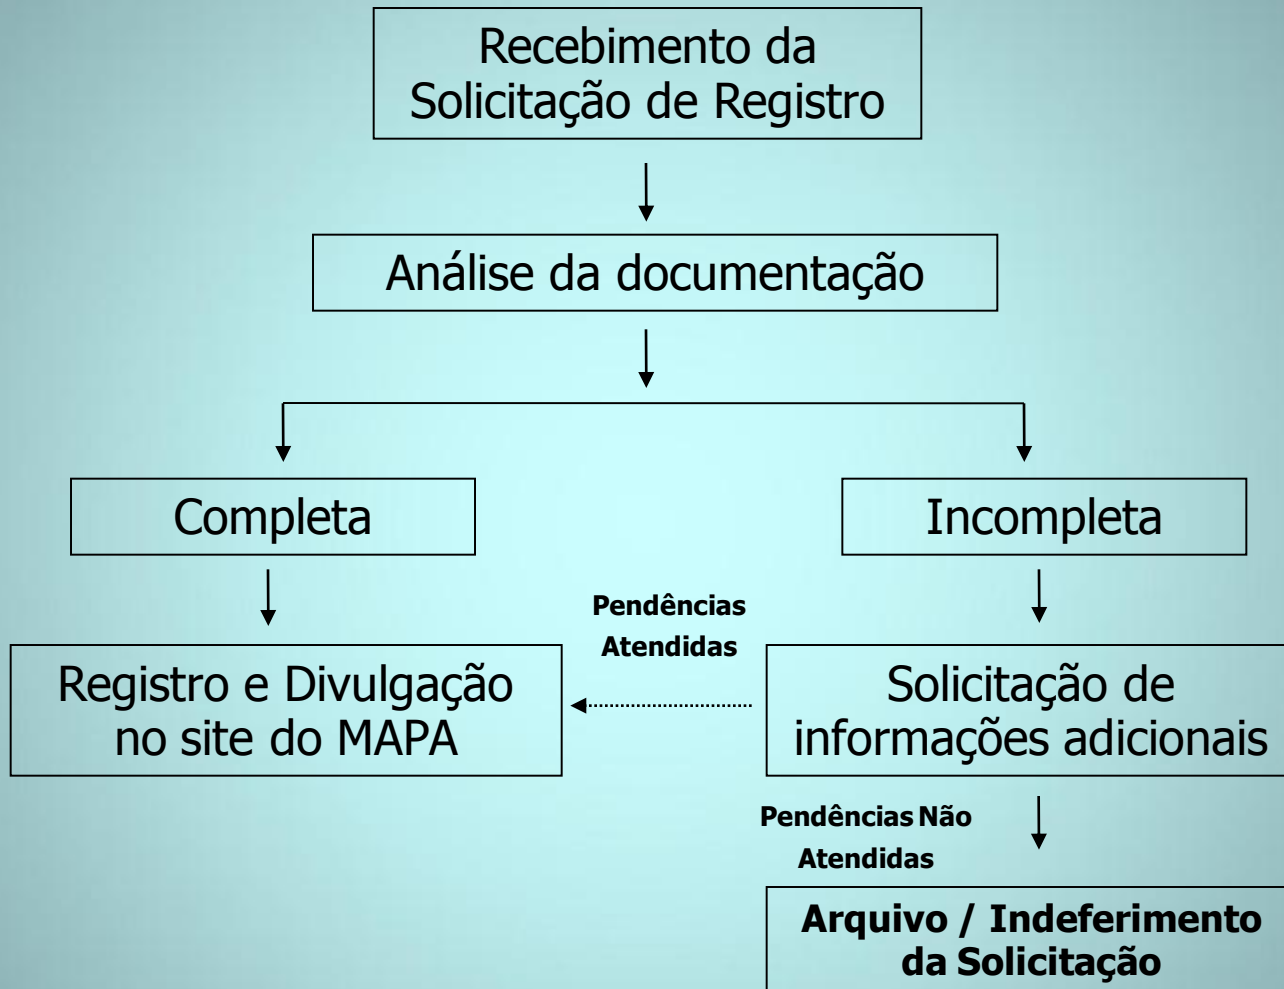 Recebimento da
Solicitação de Registro
Análise da documentação
Completa
Incompleta
Pendências
Atendidas
Registro e Divulgação
no site do MAPA
Solicitação de
informações adicionais
Pendências Não
Atendidas
Arquivo / Indeferimento
da Solicitação